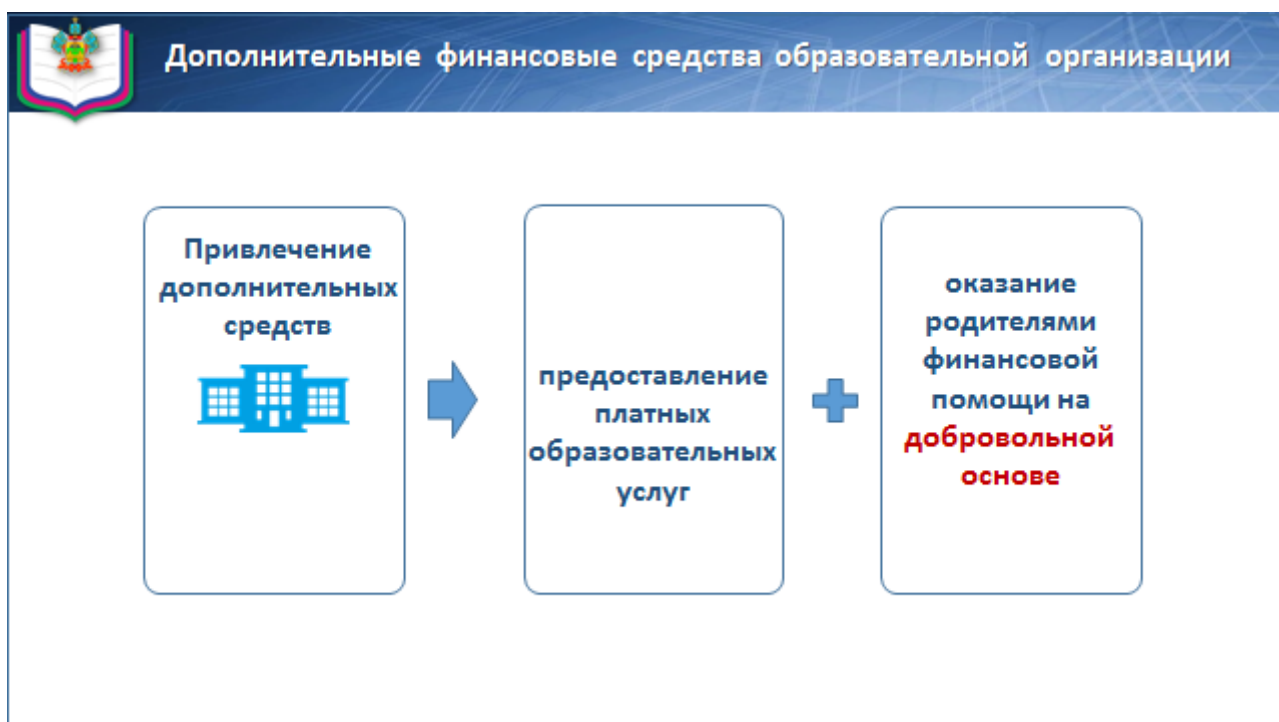 Дополнительные финансовые средства образовательной организации
Привлечение
дополнительных
средств
предоставление
платных
образовательных
услуг
оказание
родителями
финансовой
помощи на
добровольной
основе